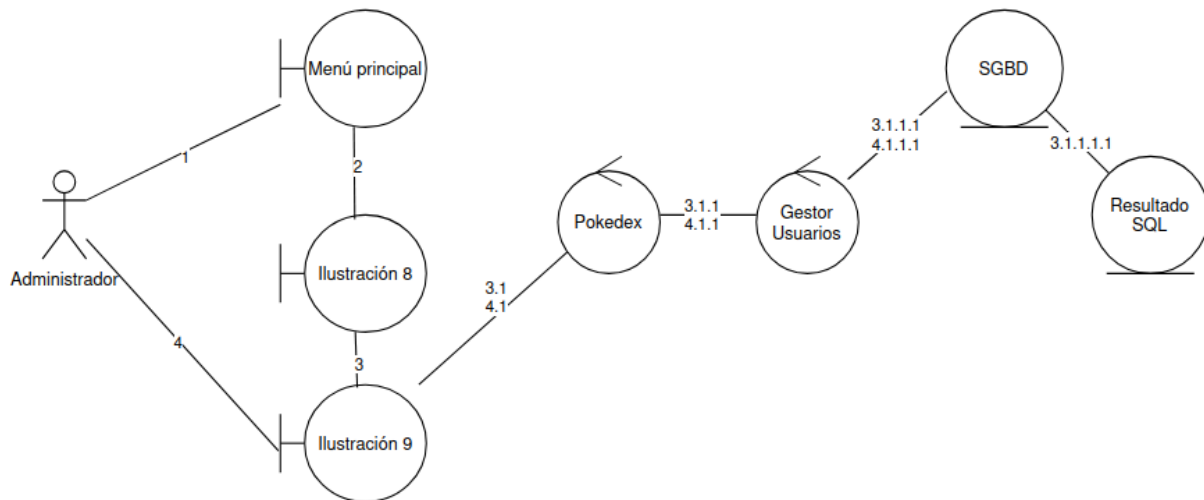 Menú principal
SGBD
3.1.1.1
4.1.1.1
3.1.1.1.1
1
2
Administrador
Pokedex
3.1.1
4.1.1
Gestor
Usuarios
Resultado
SQL
Ilustración 8
3.1
4.1
4
3
Ilustración 9